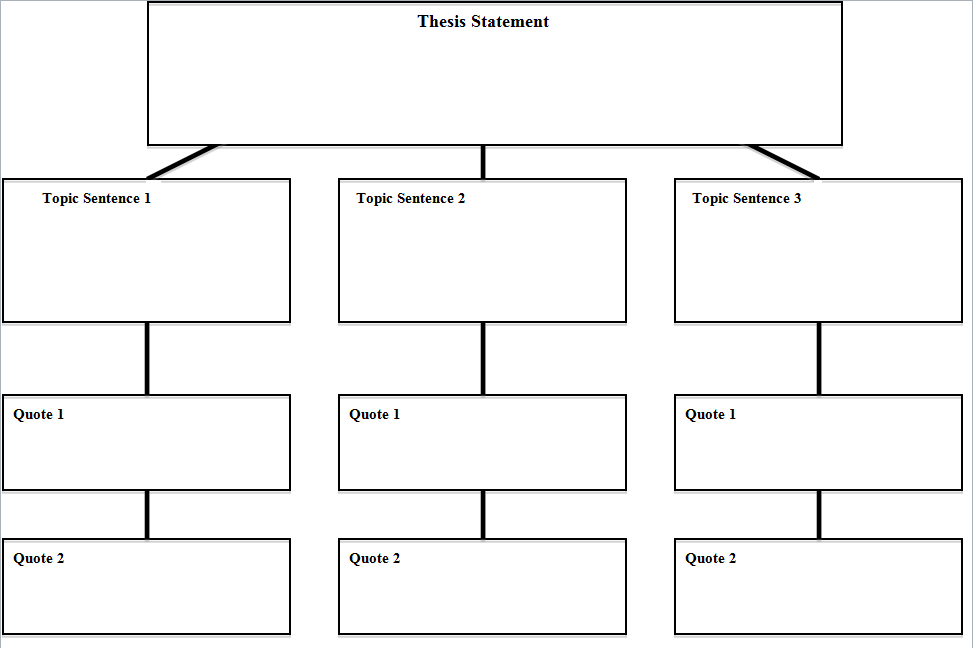 Thesis Statement
Topic Sentence 1
Topic Sentence 2
Topic Sentence 3
Quote 1
Quote 1
Quote 1
Quote 2
Quote 2
Quote 2